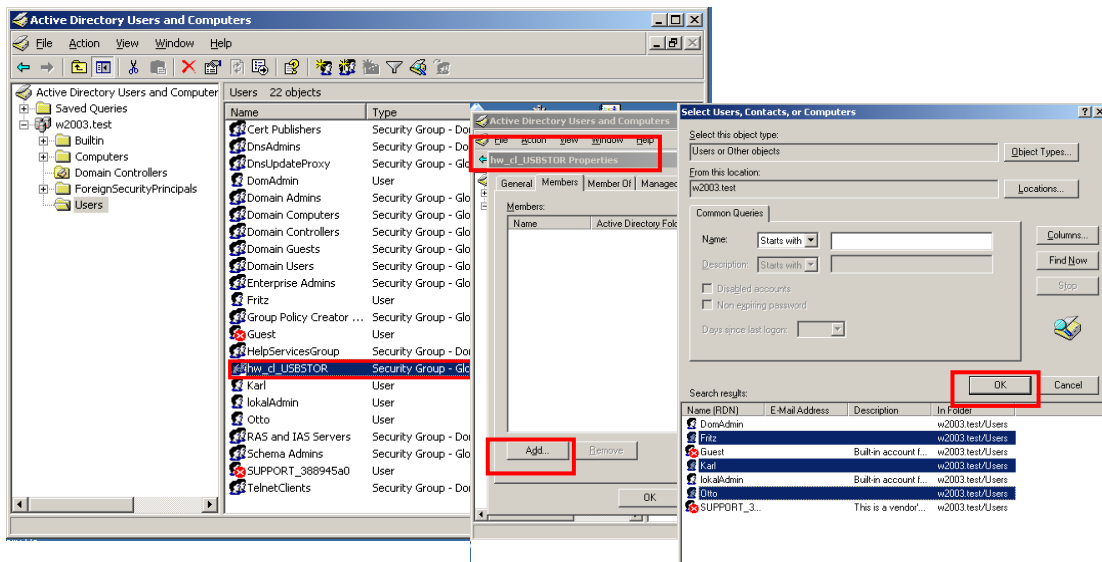 Active Directory Users and Computers
File Action View Window Help
Active Directory Users and Computer
Saved Queries
w2003.test
Builtin
Computers
Domain Controllers
ForeignSecurityPrincipals
Users
Users 22 objects
Name Type
Cert Publishers Security Group - Do
DnsAdmins Security Group - Do
DnsUpdateProxy Security Group - Glo
DomAdmin User
Domain Admins Security Group - Glo
Domain Computers Security Group - Glo
Domain Controllers Security Group - Glo
Domain Guests Security Group - Glo
Domain Users Security Group - Glo
Enterprise Admins Security Group - Glo
Fritz User
Group Policy Creator ... Security Group - Glo
Guest User
HelpServicesGroup Security Group - Do
hw_cl_USBSTOR Security Group - Glo
Karl User
lokalAdmin User
Otto User
RAS and IAS Servers Security Group - Do
Schema Admins Security Group - Glo
SUPPORT_388945a0 User
TelnetClients Security Group - Do
Active Directory Users and Computers
File Action View Window Help
hw_cl_USBSTOR Properties
General Members Member Of Managed
Members:
Name Active Directory Fol
Add... Remove
OK
Select Users, Contacts, or Computers
Select this object type:
Users or Other objects Object Types...
From this location:
w2003.test Locations...
Common Queries
Name: Starts with
Description: Starts with
Disabled accounts
Non expiring password
Days since last logon:
Columns...
Find Now
Stop
OK Cancel
Search results:
Name (RDN) E-Mail Address Description In Folder
DomAdmin w2003.test/Users
Fritz w2003.test/Users
Guest Built-in account f... w2003.test/Users
Karl w2003.test/Users
lokalAdmin Built-in account f... w2003.test/Users
Otto w2003.test/Users
SUPPORT_3... This is a vendor'... w2003.test/Users